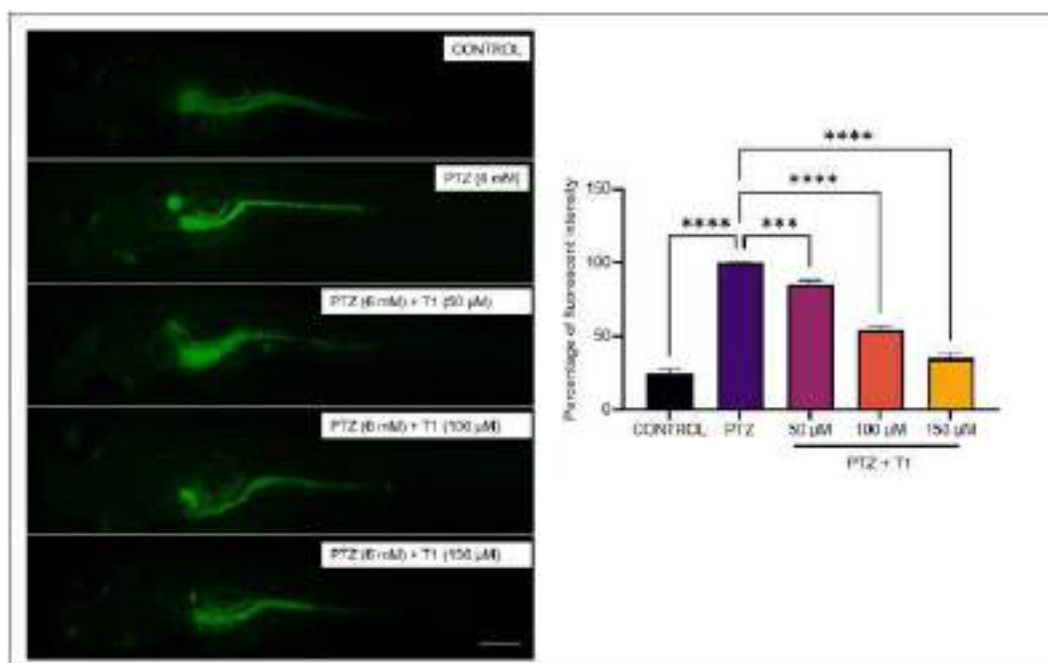 CONTROL
PTZ (6 mM)
PTZ (6 mM) + T1 (50 µM)
PTZ (6 mM) + T1 (100 µM)
PTZ (6 mM) + T1 (150 µM)
Percentage of fluorescent intensity
150
100
50
0
****
****
****
***
CONTROL
PTZ
50 µM
100 µM
150 µM
PTZ + T1